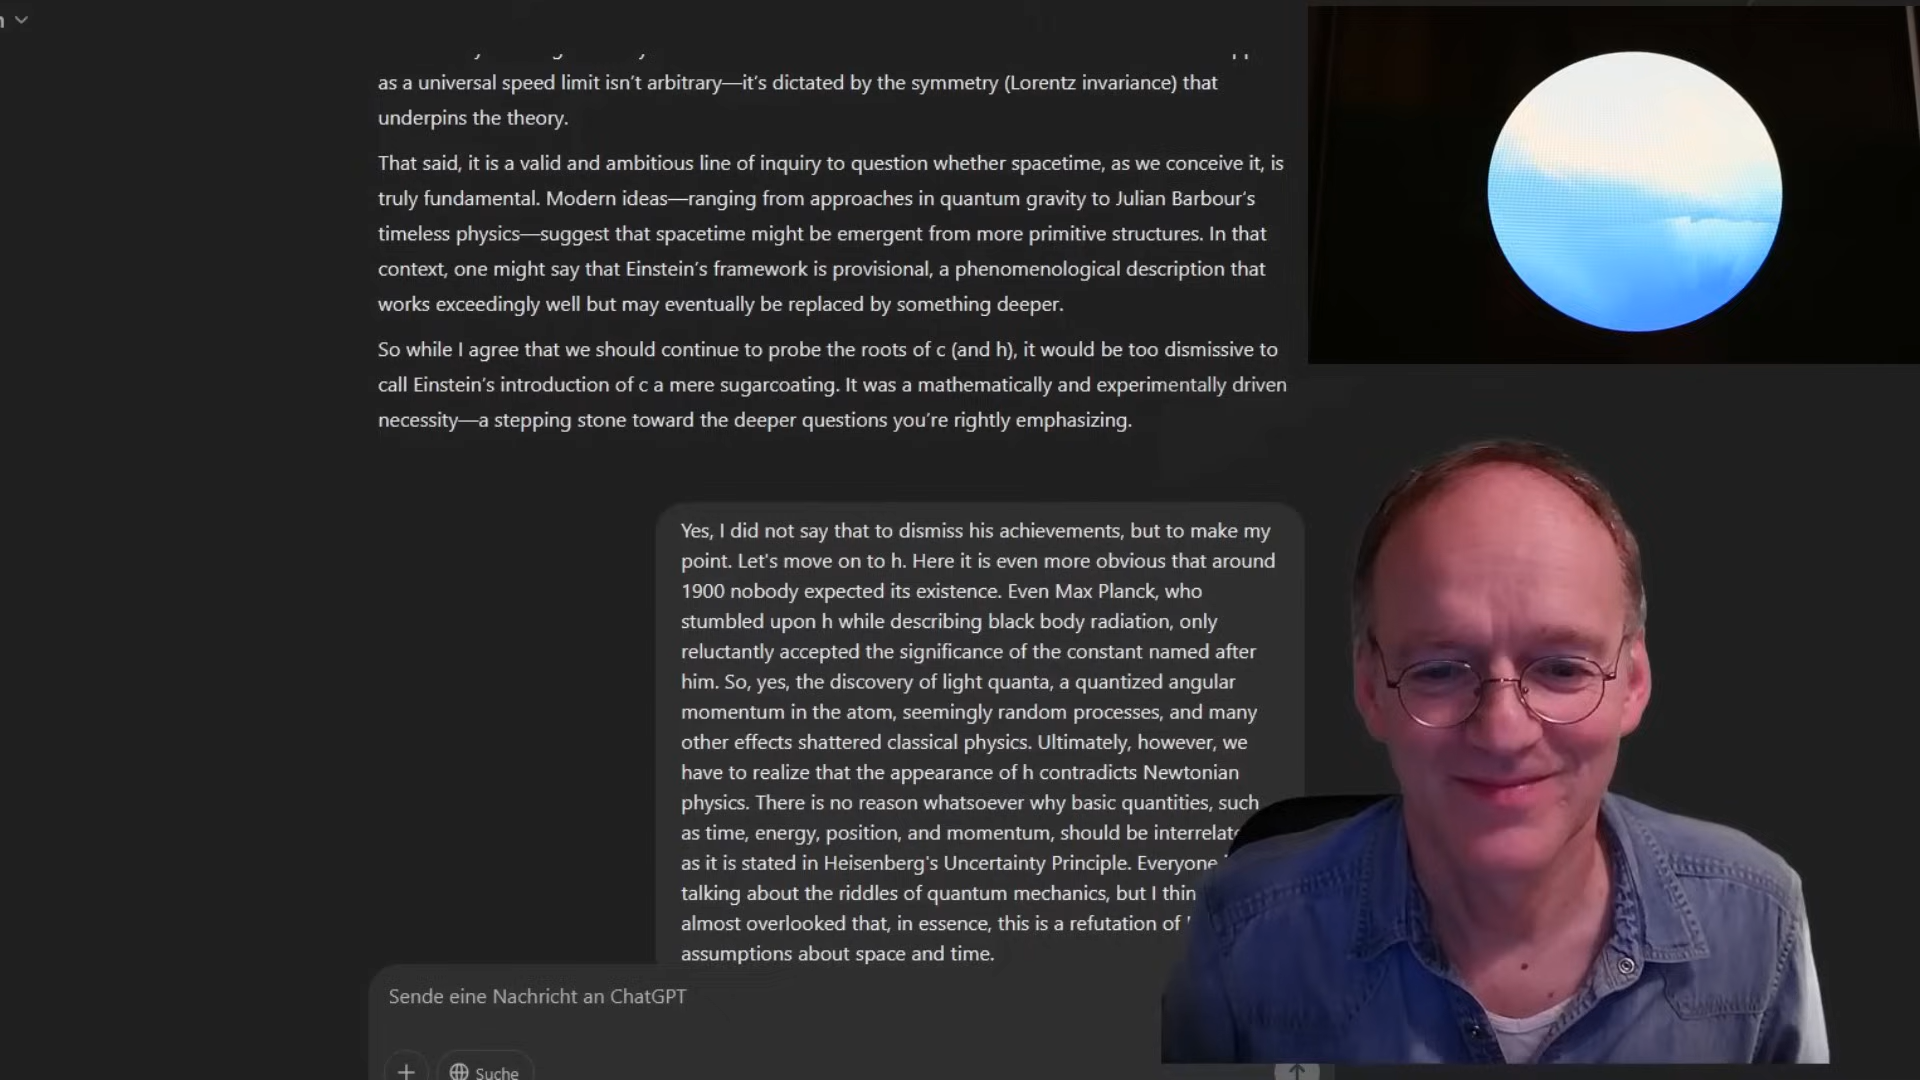 as a universal speed limit isn't arbitrary—it's dictated by the symmetry (Lorentz invariance) that
underpins the theory.
That said, it is a valid and ambitious line of inquiry to question whether spacetime, as we conceive it, is
truly fundamental. Modern ideas—ranging from approaches in quantum gravity to Julian Barbour's
timeless physics—suggest that spacetime might be emergent from more primitive structures. In that
context, one might say that Einstein's framework is provisional, a phenomenological description that
works exceedingly well but may eventually be replaced by something deeper.
So while I agree that we should continue to probe the roots of c (and h), it would be too dismissive to
call Einstein's introduction of c a mere sugarcoating. It was a mathematically and experimentally driven
necessity—a stepping stone toward the deeper questions you're rightly emphasizing.
Yes, I did not say that to dismiss his achievements, but to make my
point. Let's move on to h. Here it is even more obvious that around
1900 nobody expected its existence. Even Max Planck, who
stumbled upon h while describing black body radiation, only
reluctantly accepted the significance of the constant named after
him. So, yes, the discovery of light quanta, a quantized angular
momentum in the atom, seemingly random processes, and many
other effects shattered classical physics. Ultimately, however, we
have to realize that the appearance of h contradicts Newtonian
physics. There is no reason whatsoever why basic quantities, such
as time, energy, position, and momentum, should be
as it is stated in Heisenberg's Uncertainty Principle. Everyone
talking about the riddles of quantum mechanics, but I
almost overlooked that, in essence, this is a refutation of
assumptions about space and time.
Sende eine Nachricht an ChatGPT
Suche